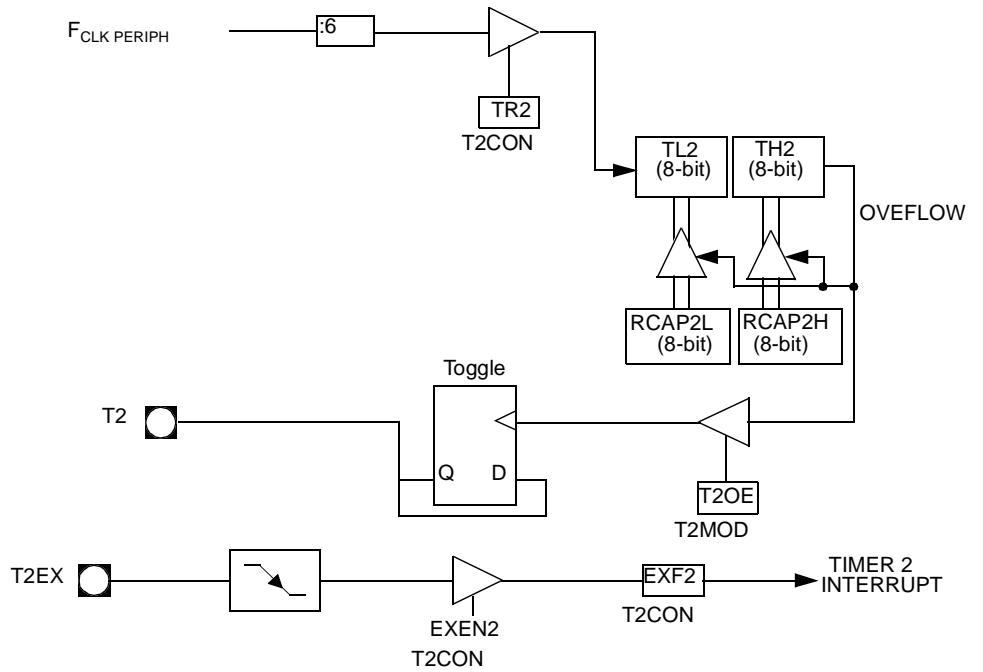 FCLK PERIPH
:6
TR2
T2CON
TL2
(8-bit)
TH2
(8-bit)
OVEFLOW
RCAP2L
(8-bit)
RCAP2H
(8-bit)
Toggle
T2
Q D
T2OE
T2MOD
T2EX
EXEN2
T2CON
EXF2
T2CON
TIMER 2
INTERRUPT